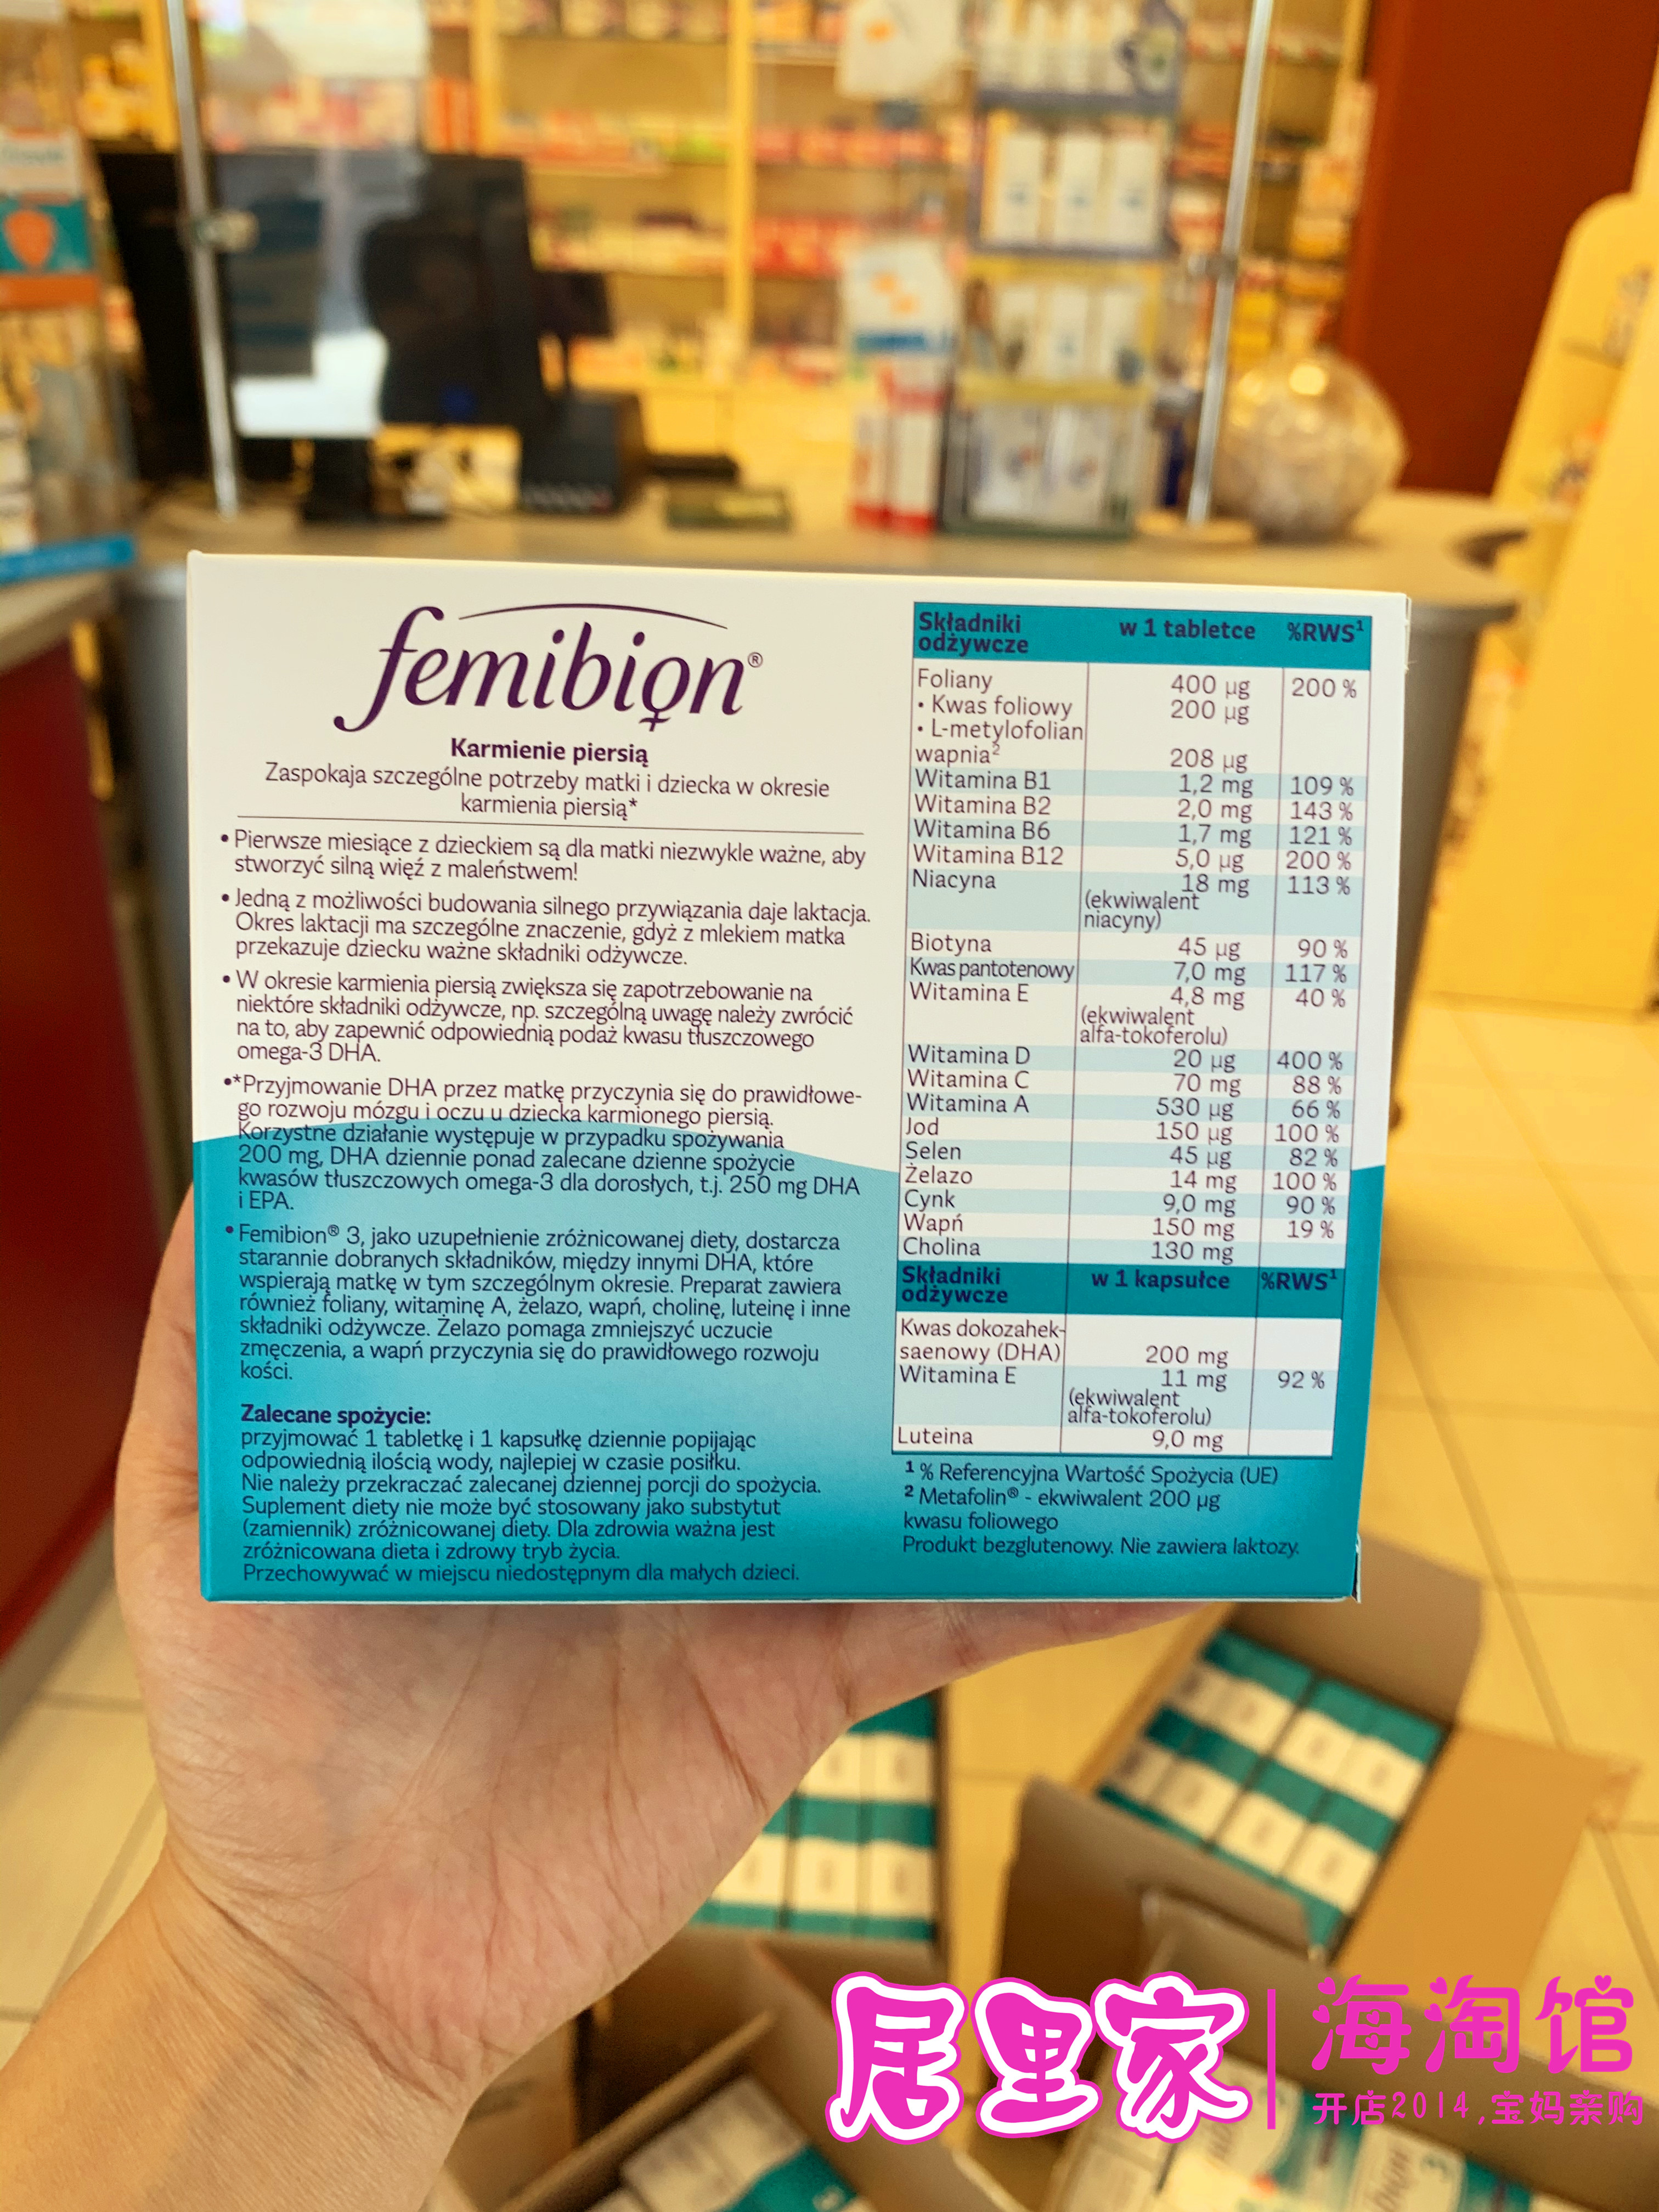 femibion®
Karmienie piersią
Zaspokaja szczególne potrzeby matki i dziecka w okresie
karmienia piersią*
• Pierwsze miesiące z dzieckiem są dla matki niezwykle ważne, aby
stworzyć silną więź z maleństwem!
• Jedną z możliwości budowania silnego przywiązania daje laktacja.
Okres laktacji ma szczególne znaczenie, gdyż z mlekiem matka
przekazuje dziecku ważne składniki odżywcze.
• W okresie karmienia piersią zwiększa się zapotrzebowanie na
niektóre składniki odżywcze, np. szczególną uwagę należy zwrócić
na to, aby zapewnić odpowiednią podaż kwasu tłuszczowego
omega-3 DHA.
•*Przyjmowanie DHA przez matkę przyczynia się do prawidłowe-
go rozwoju mózgu i oczu u dziecka karmionego piersią.
Korzystne działanie występuje w przypadku spożywania
200 mg, DHA dziennie ponad zalecane dzienne spożycie
kwasów tłuszczowych omega-3 dla dorosłych, t.j. 250 mg DHA
i EPA.
• Femibion® 3, jako uzupełnienie zróżnicowanej diety, dostarcza
starannie dobranych składników, między innymi DHA, które
wspierają matkę w tym szczególnym okresie. Preparat zawiera
również foliany, witaminę A, żelazo, wapń, cholinę, luteinę i inne
składniki odżywcze. Żelazo pomaga zmniejszyć uczucie
zmęczenia, a wapń przyczynia się do prawidłowego rozwoju
kości.
Zalecane spożycie:
przyjmować 1 tabletkę i 1 kapsułkę dziennie popijając
odpowiednią ilością wody, najlepiej w czasie posiłku.
Nie należy przekraczać zalecanej dziennej porcji do spożycia.
Suplement diety nie może być stosowany jako substytut
(zamiennik) zróżnicowanej diety. Dla zdrowia ważna jest
zróżnicowana dieta i zdrowy tryb życia.
Przechowywać w miejscu niedostępnym dla małych dzieci.
Składniki odżywcze w 1 tabletce %RWS¹
Foliany 400 µg 200 %
• Kwas foliowy 200 µg
• L-metylofolian
wapnia² 208 µg
Witamina B1 1,2 mg 109 %
Witamina B2 2,0 mg 143 %
Witamina B6 1,7 mg 121 %
Witamina B12 5,0 µg 200 %
Niacyna 18 mg 113 %
(ekwiwalent
niacyny)
Biotyna 45 µg 90 %
Kwas pantotenowy 7,0 mg 117 %
Witamina E 4,8 mg 40 %
(ekwiwalent
alfa-tokoferolu)
Witamina D 20 µg 400 %
Witamina C 70 mg 88 %
Witamina A 530 µg 66 %
Jod 150 µg 100 %
Selen 45 µg 82 %
Żelazo 14 mg 100 %
Cynk 9,0 mg 90 %
Wapń 150 mg 19 %
Cholina 130 mg
Składniki odżywcze w 1 kapsułce %RWS¹
Kwas dokozahek-
saenowy (DHA) 200 mg
Witamina E 11 mg 92 %
(ekwiwalent
alfa-tokoferolu)
Luteina 9,0 mg
¹ % Referencyjna Wartość Spożycia (UE)
² Metafolin® - ekwiwalent 200 µg
kwasu foliowego
Produkt bezglutenowy. Nie zawiera laktozy.
居里家 海淘馆
开店2014,宝妈亲购